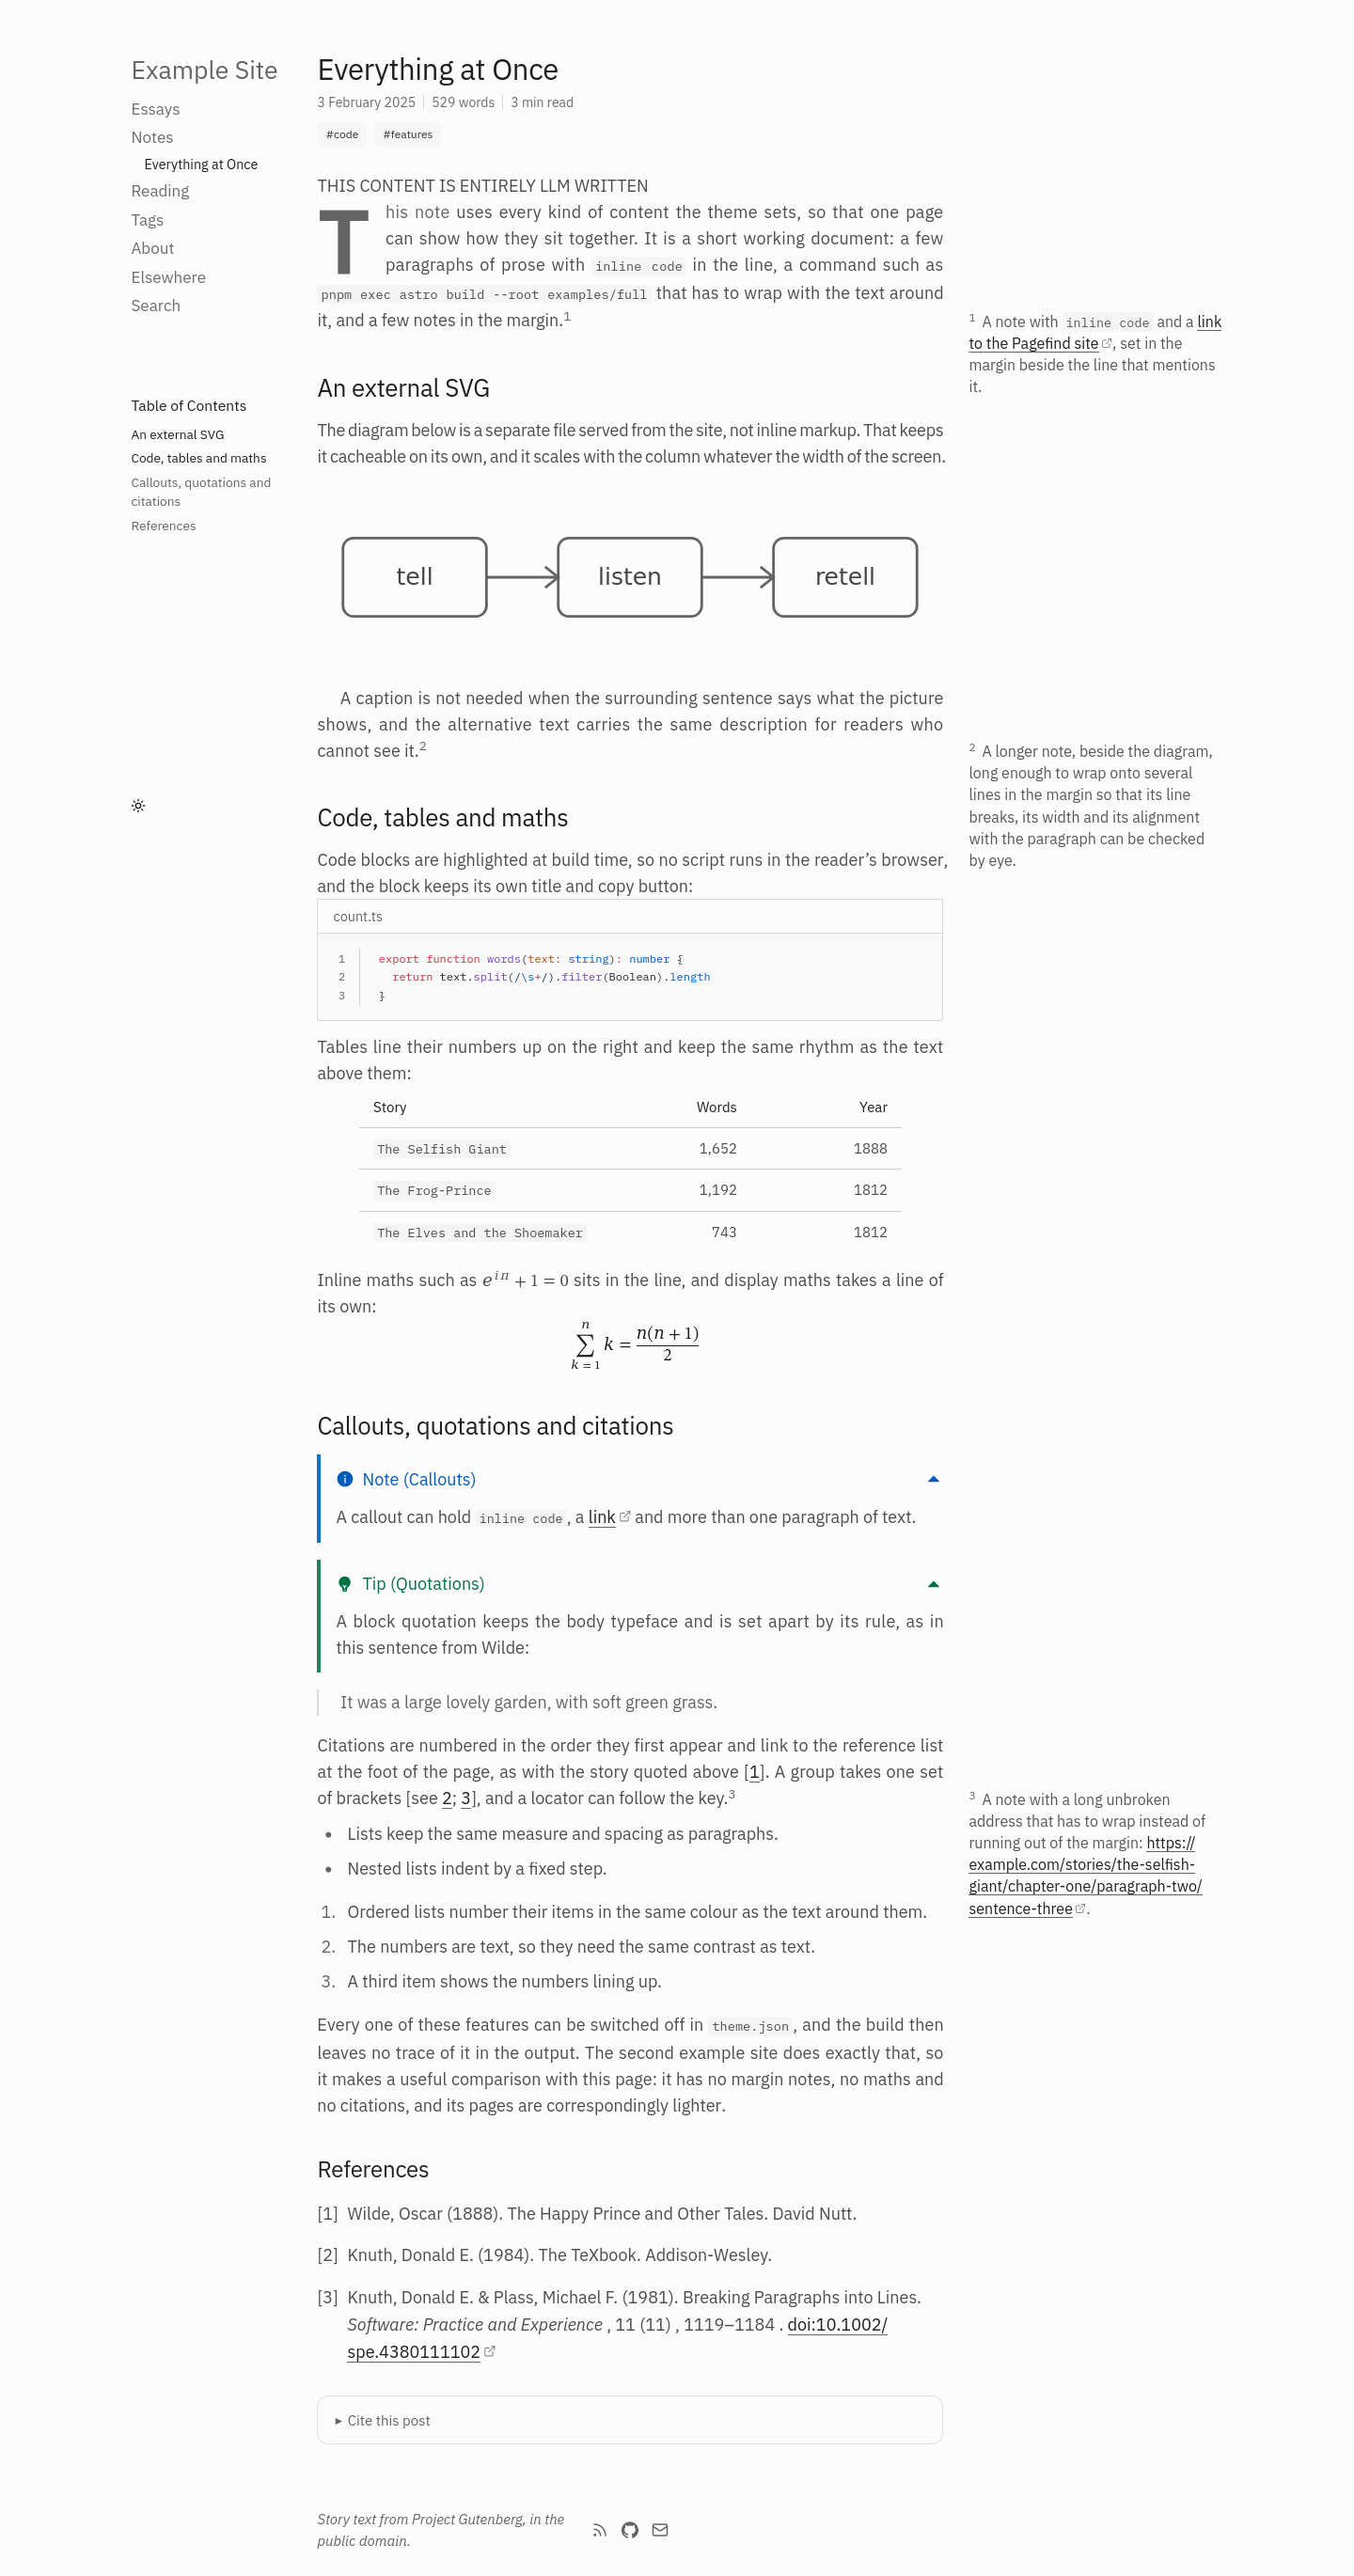 Example Site
Essays
Notes
Everything at Once
Reading
Tags
About
Elsewhere
Search
Table of Contents
An external SVG
Code, tables and maths
Callouts, quotations and
citations
References
Everything at Once
3 February 2025 529 words 3 min read
#code #features
THIS CONTENT IS ENTIRELY LLM WRITTEN
This note uses every kind of content the theme sets, so that one page
can show how they sit together. It is a short working document: a few
paragraphs of prose with inline code in the line, a command such as
pnpm exec astro build --root examples/full that has to wrap with the text around
it, and a few notes in the margin.1
1 A note with inline code and a link
to the Pagefind site, set in the
margin beside the line that mentions
it.
An external SVG
The diagram below is a separate file served from the site, not inline markup. That keeps
it cacheable on its own, and it scales with the column whatever the width of the screen.
tell listen retell
A caption is not needed when the surrounding sentence says what the picture
shows, and the alternative text carries the same description for readers who
cannot see it.2
2 A longer note, beside the diagram,
long enough to wrap onto several
lines in the margin so that its line
breaks, its width and its alignment
with the paragraph can be checked
by eye.
Code, tables and maths
Code blocks are highlighted at build time, so no script runs in the reader’s browser,
and the block keeps its own title and copy button:
count.ts
1 export function words(text: string): number {
2 return text.split(/\s+/).filter(Boolean).length
3 }
Tables line their numbers up on the right and keep the same rhythm as the text
above them:
Story Words Year
The Selfish Giant 1,652 1888
The Frog-Prince 1,192 1812
The Elves and the Shoemaker 743 1812
Inline maths such as e^{iπ} + 1 = 0 sits in the line, and display maths takes a line of
its own:
n
∑ k = n(n + 1)
k = 1 2
Callouts, quotations and citations
Note (Callouts)
A callout can hold inline code, a link and more than one paragraph of text.
Tip (Quotations)
A block quotation keeps the body typeface and is set apart by its rule, as in
this sentence from Wilde:
It was a large lovely garden, with soft green grass.
Citations are numbered in the order they first appear and link to the reference list
at the foot of the page, as with the story quoted above [1]. A group takes one set
of brackets [see 2; 3], and a locator can follow the key.3
3 A note with a long unbroken
address that has to wrap instead of
running out of the margin: https://
example.com/stories/the-selfish-
giant/chapter-one/paragraph-two/
sentence-three.
• Lists keep the same measure and spacing as paragraphs.
• Nested lists indent by a fixed step.
1. Ordered lists number their items in the same colour as the text around them.
2. The numbers are text, so they need the same contrast as text.
3. A third item shows the numbers lining up.
Every one of these features can be switched off in theme.json, and the build then
leaves no trace of it in the output. The second example site does exactly that, so
it makes a useful comparison with this page: it has no margin notes, no maths and
no citations, and its pages are correspondingly lighter.
References
[1] Wilde, Oscar (1888). The Happy Prince and Other Tales. David Nutt.
[2] Knuth, Donald E. (1984). The TeXbook. Addison-Wesley.
[3] Knuth, Donald E. & Plass, Michael F. (1981). Breaking Paragraphs into Lines.
Software: Practice and Experience , 11 (11) , 1119–1184 . doi:10.1002/
spe.4380111102
▸ Cite this post
Story text from Project Gutenberg, in the
public domain.